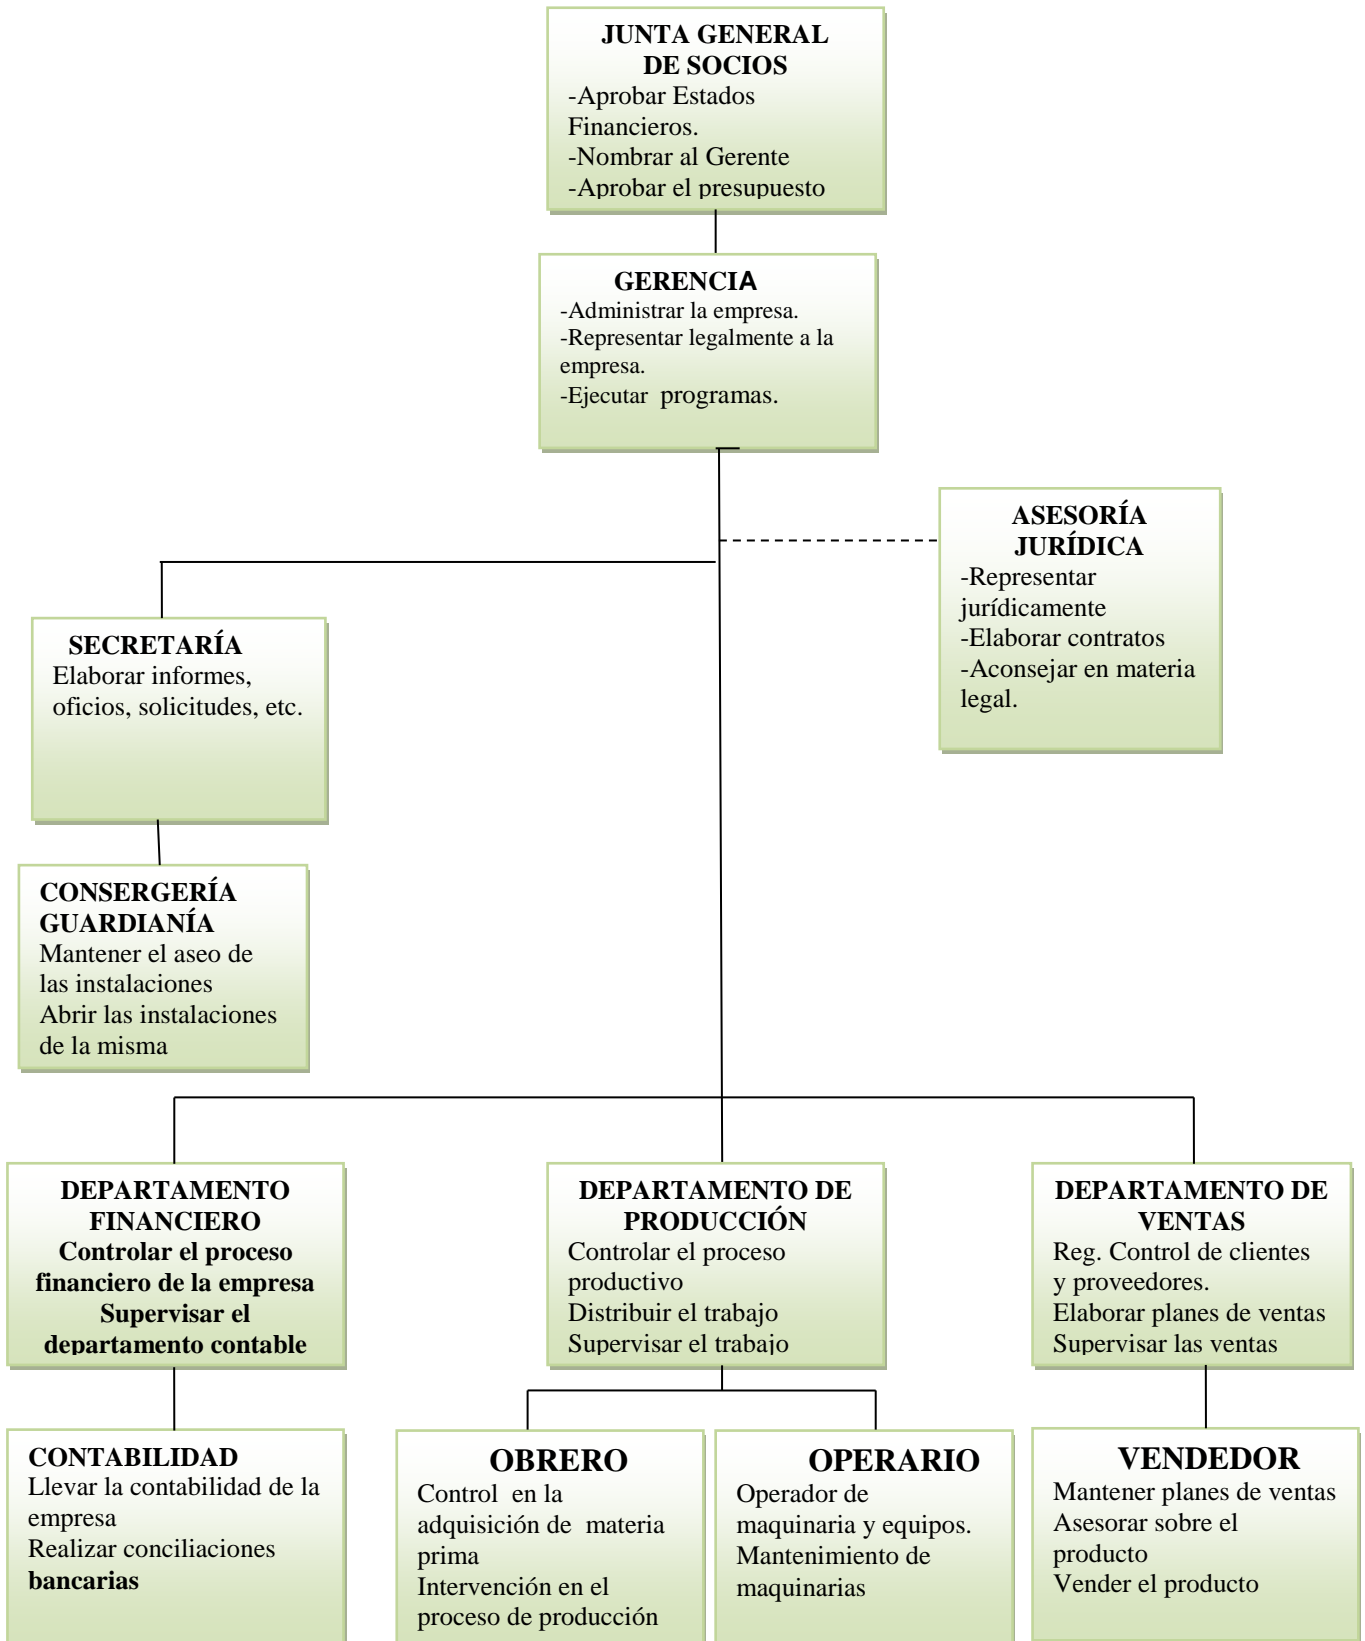 JUNTA GENERAL
DE SOCIOS
-Aprobar Estados
Financieros.
-Nombrar al Gerente
-Aprobar el presupuesto
GERENCIA
-Administrar la empresa.
-Representar legalmente a la
empresa.
-Ejecutar programas.
ASESORÍA
JURÍDICA
-Representar
jurídicamente
-Elaborar contratos
-Aconsejar en materia
legal.
SECRETARÍA
Elaborar informes,
oficios, solicitudes, etc.
CONSERGERÍA
GUARDIANÍA
Mantener el aseo de
las instalaciones
Abrir las instalaciones
de la misma
DEPARTAMENTO
FINANCIERO
Controlar el proceso
financiero de la empresa
Supervisar el
departamento contable
DEPARTAMENTO DE
PRODUCCIÓN
Controlar el proceso
productivo
Distribuir el trabajo
Supervisar el trabajo
DEPARTAMENTO DE
VENTAS
Reg. Control de clientes
y proveedores.
Elaborar planes de ventas
Supervisar las ventas
CONTABILIDAD
Llevar la contabilidad de la
empresa
Realizar conciliaciones
bancarias
OBRERO
Control en la
adquisición de materia
prima
Intervención en el
proceso de producción
OPERARIO
Operador de
maquinaria y equipos.
Mantenimiento de
maquinarias
VENDEDOR
Mantener planes de ventas
Asesorar sobre el
producto
Vender el producto